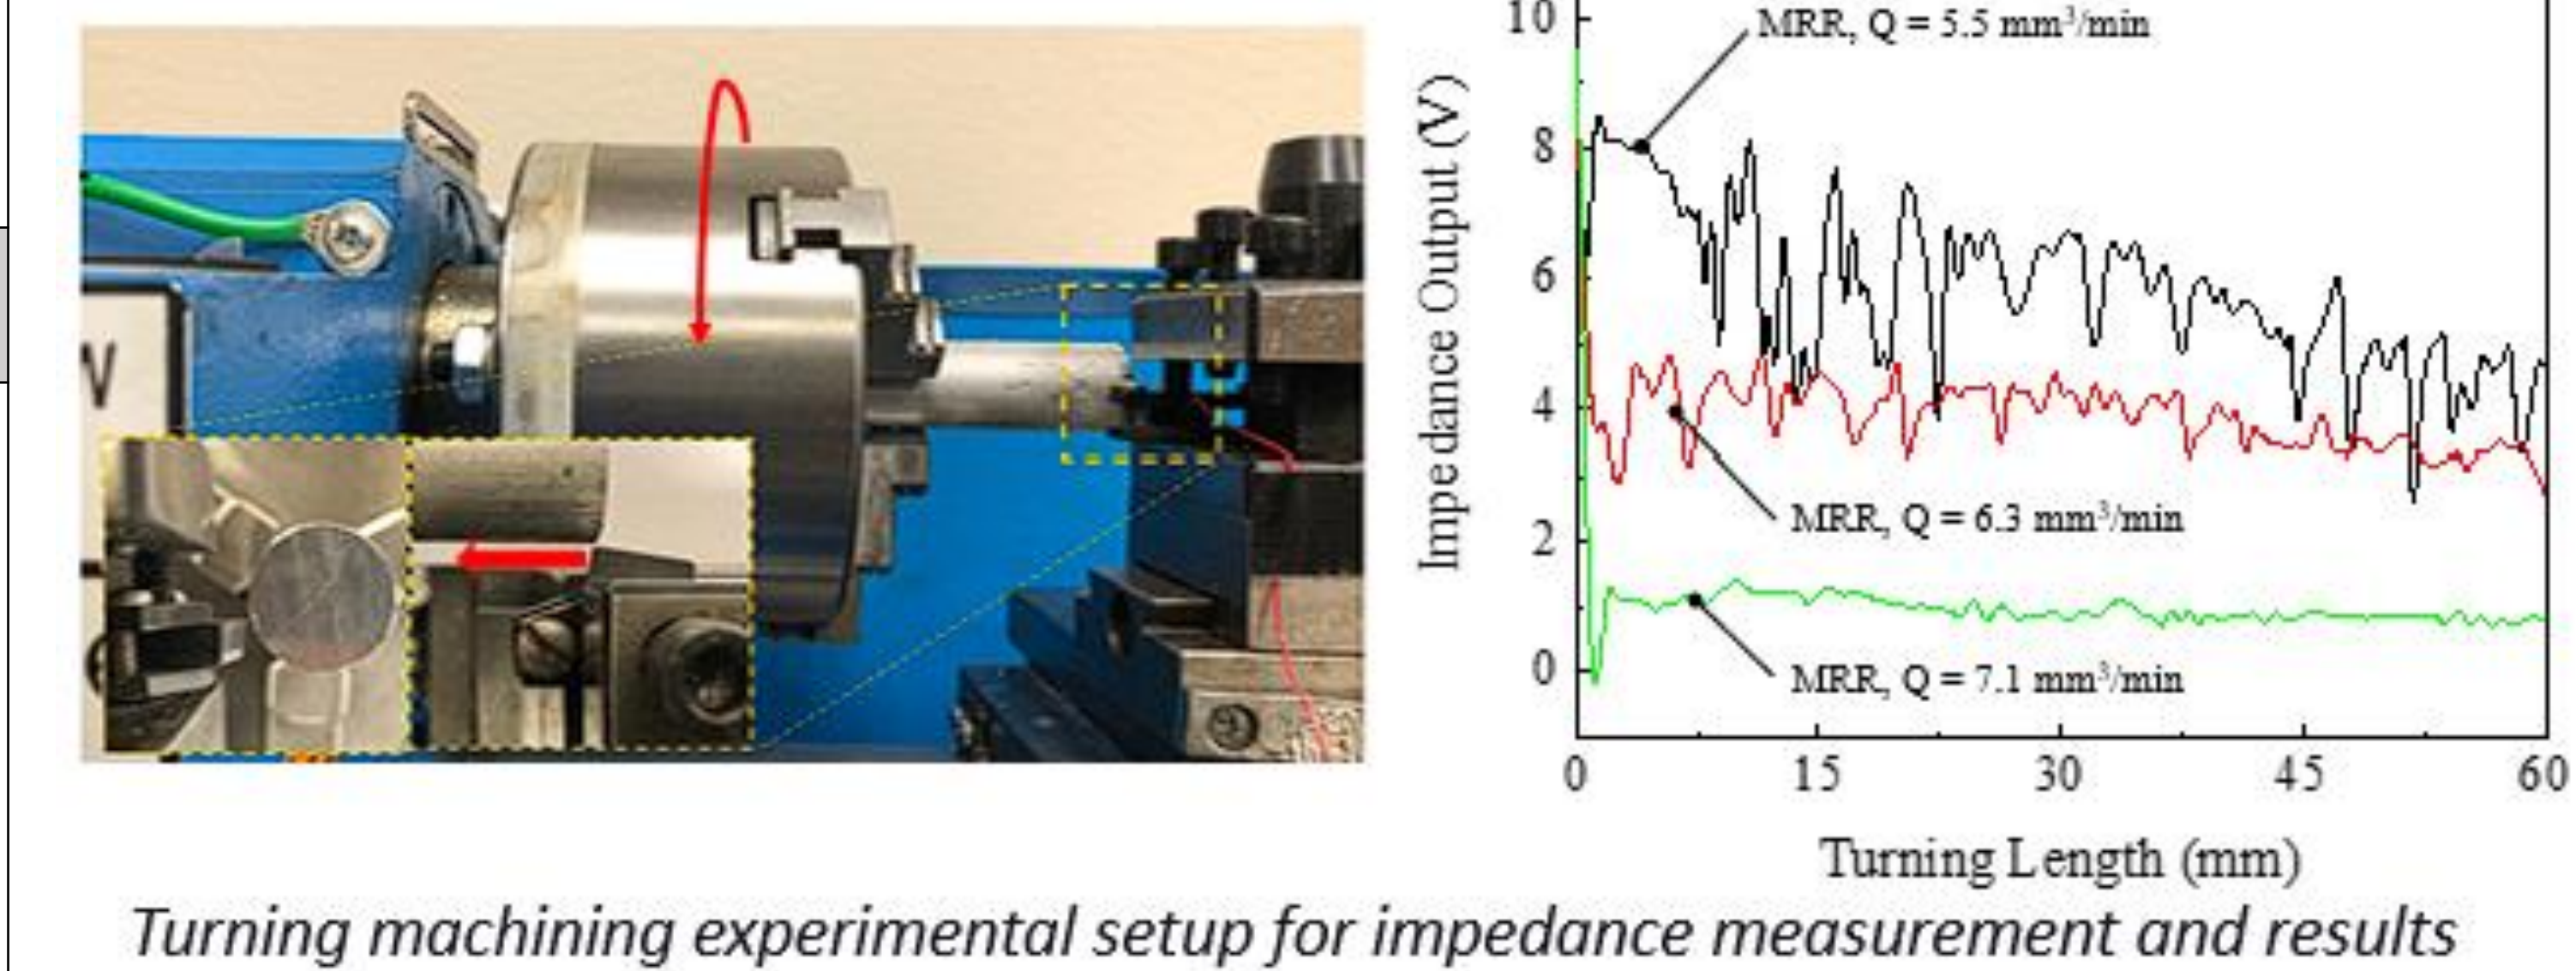 V
10
8
6
4
2
0
Impedance Output (V)
MRR, Q = 5.5 mm³/min
MRR, Q = 6.3 mm³/min
MRR, Q = 7.1 mm³/min
0 15 30 45 60
Turning Length (mm)
Turning machining experimental setup for impedance measurement and results